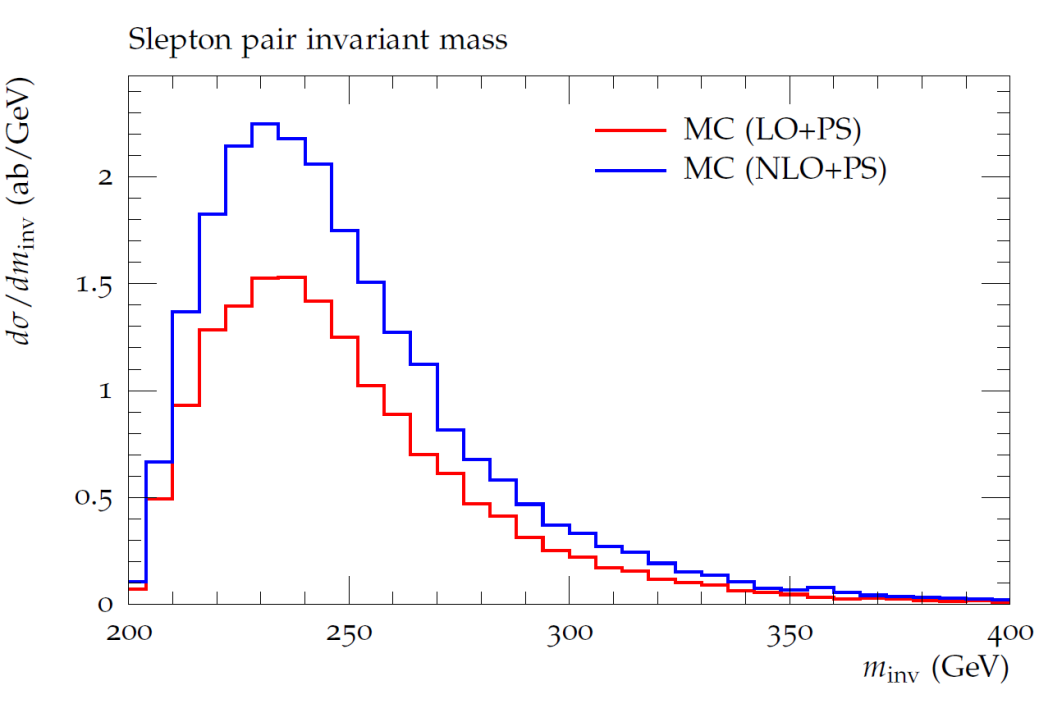 Slepton pair invariant mass
dσ/dm_inv (ab/GeV)
MC (LO+PS)
MC (NLO+PS)
2
1.5
1
0.5
0
200 250 300 350 400
m_inv (GeV)